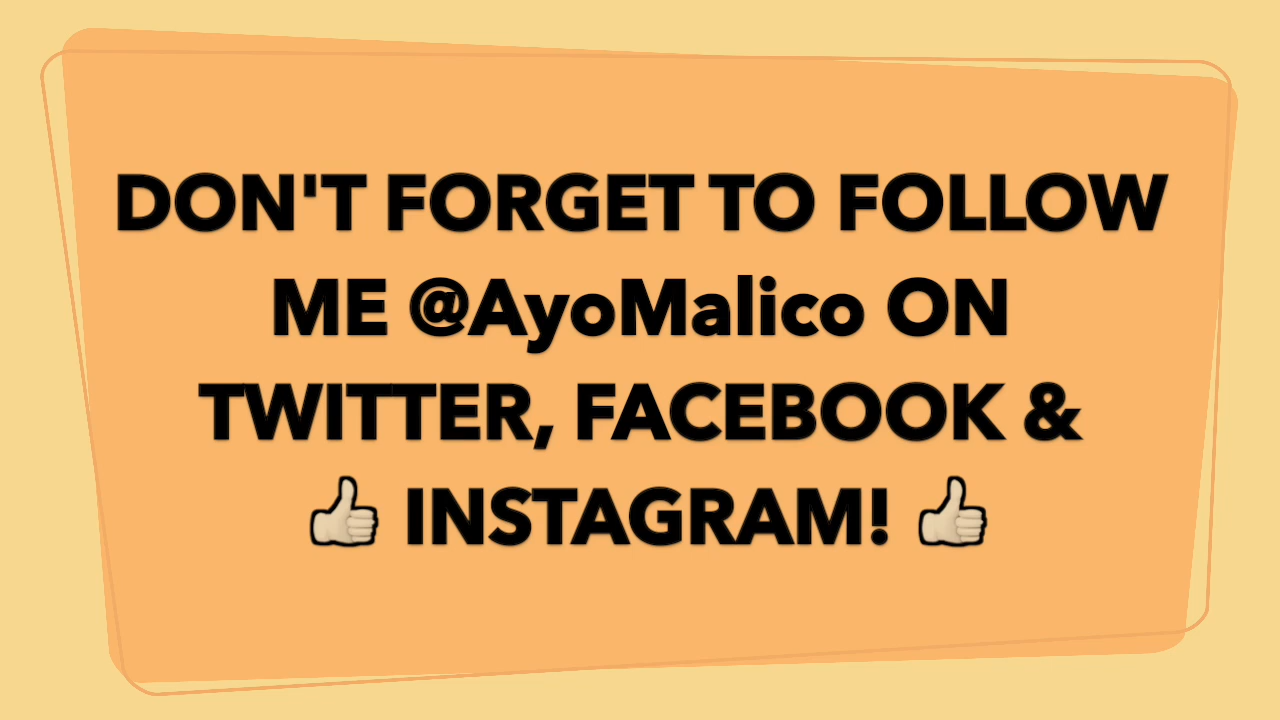 DON'T FORGET TO FOLLOW
ME @AyoMalico ON
TWITTER, FACEBOOK &
👍🏼 INSTAGRAM! 👍🏼